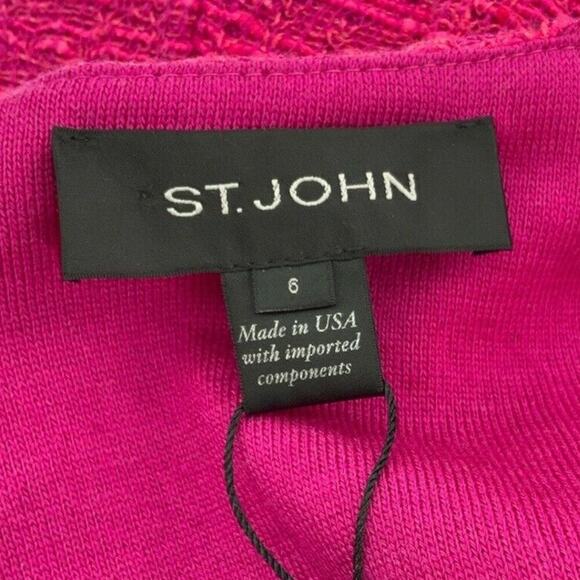 ST. JOHN
6
Made in USA
with imported
components